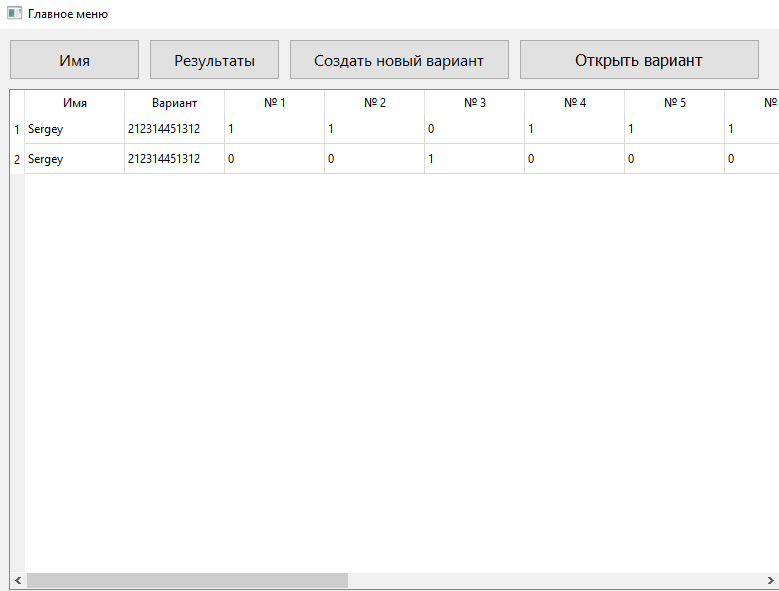 Главное меню
Имя Результаты Создать новый вариант Открыть вариант
Имя Вариант № 1 № 2 № 3 № 4 № 5 №
1 Sergey 212314451312 1 1 0 1 1 1
2 Sergey 212314451312 0 0 1 0 0 0